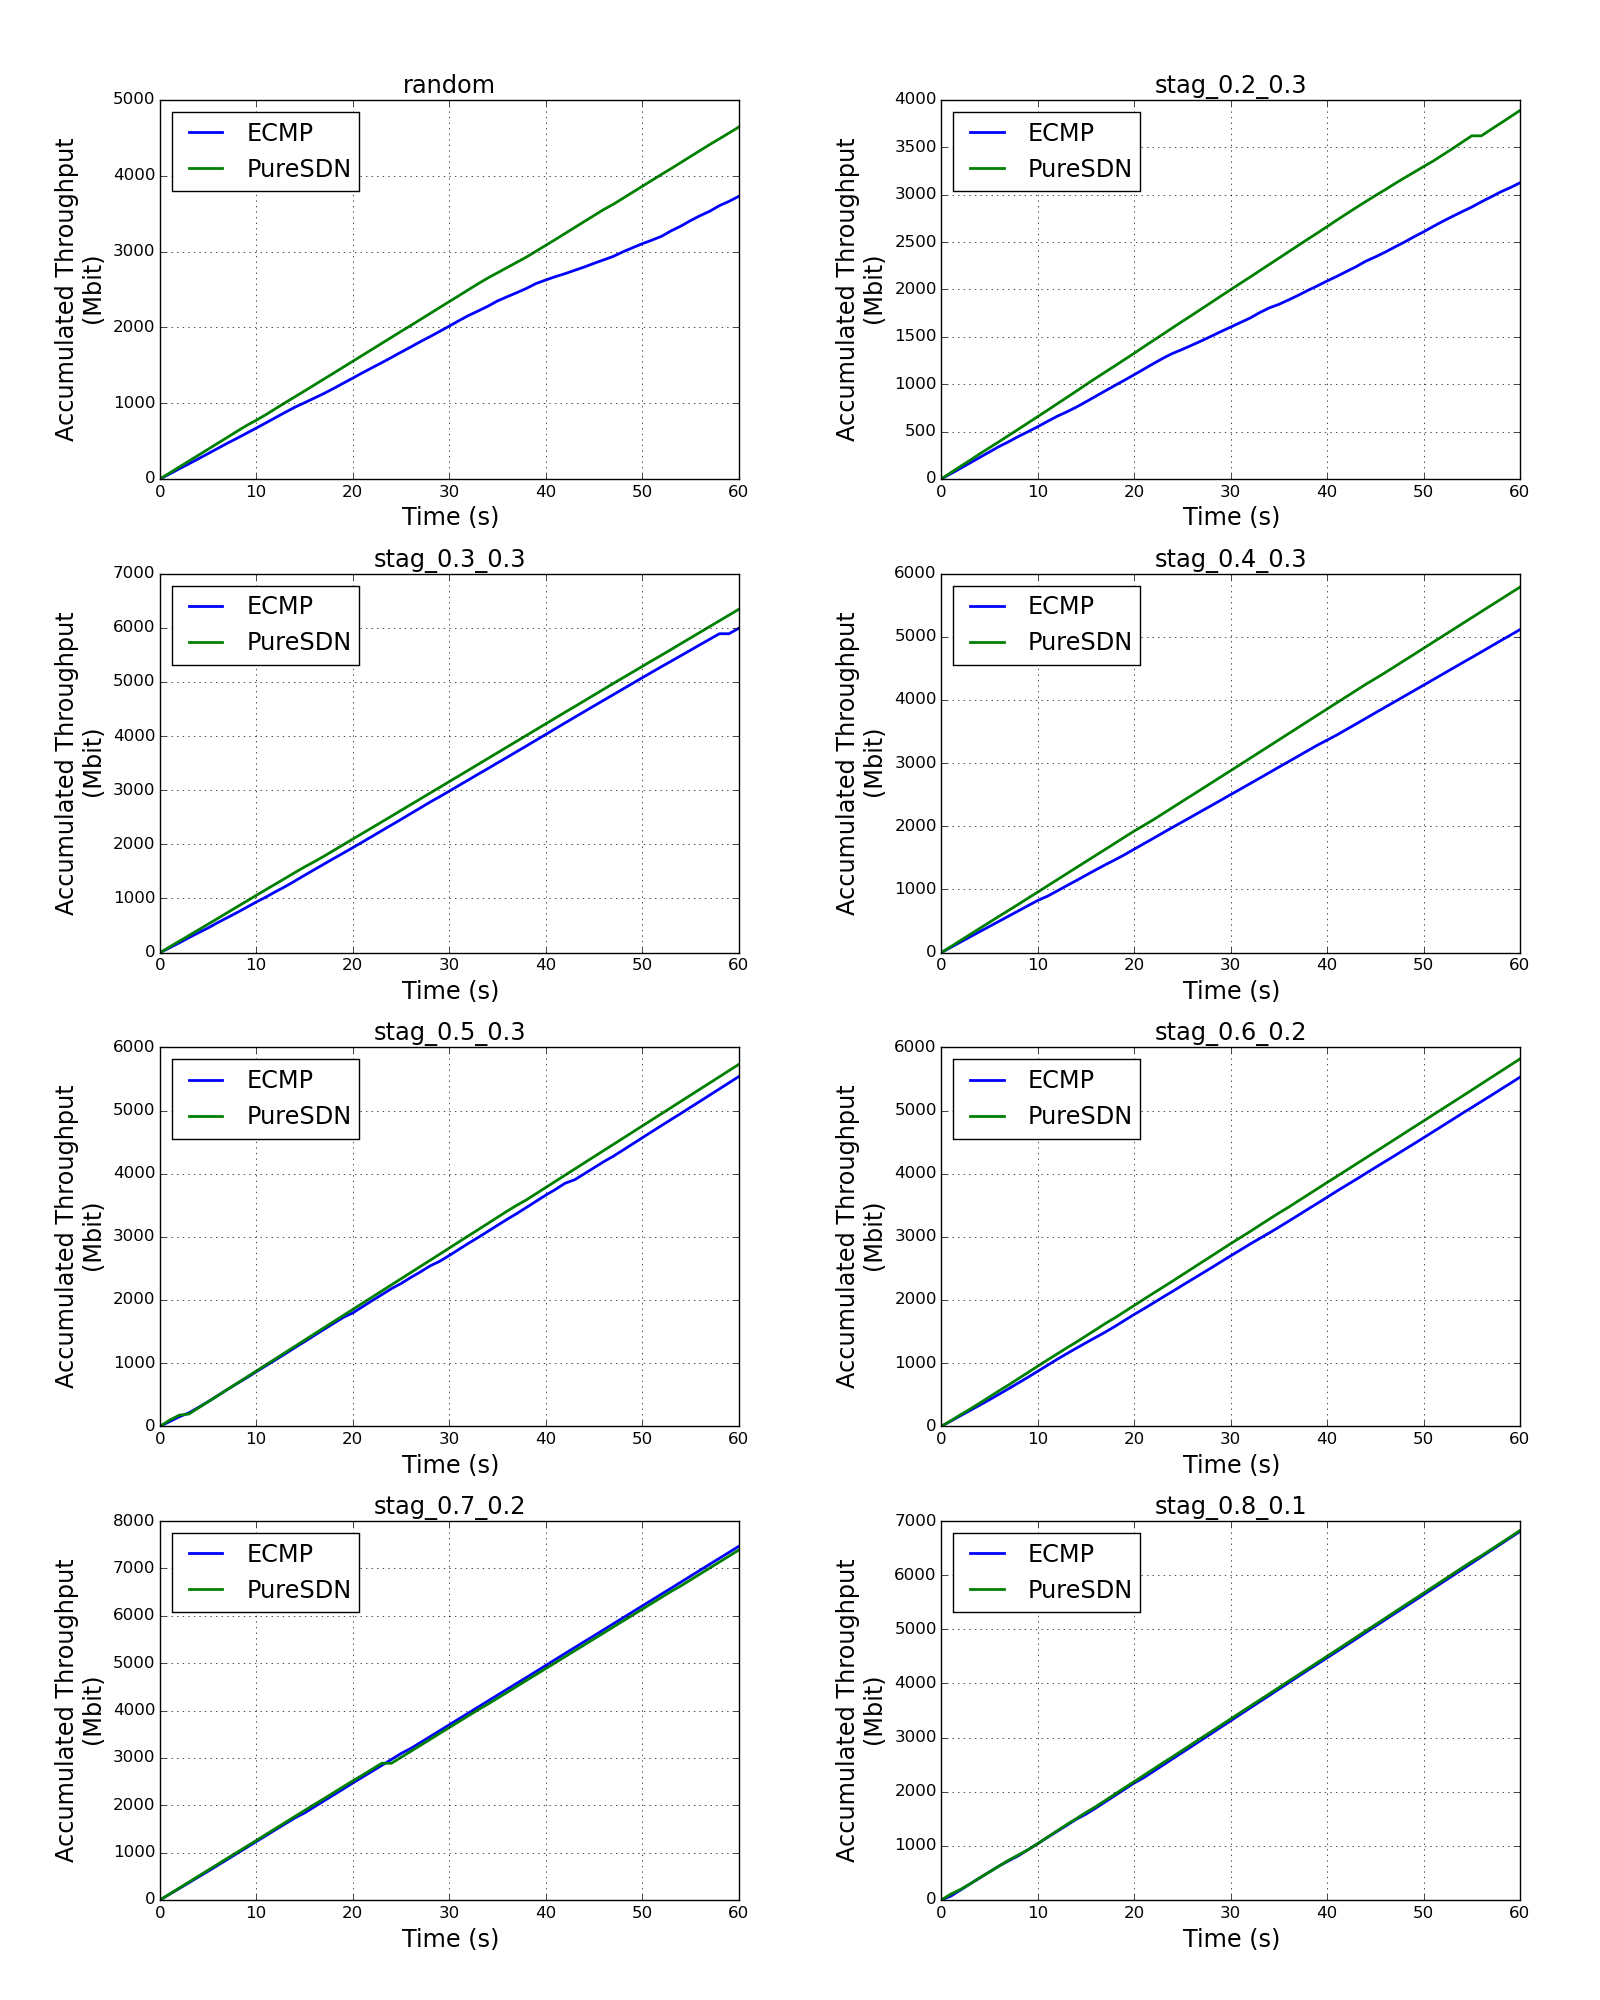 random
5000
4000
3000
2000
1000
0
0 10 20 30 40 50 60
Accumulated Throughput
(Mbit)
Time (s)
ECMP
PureSDN
stag_0.2_0.3
4000
3500
3000
2500
2000
1500
1000
500
0
0 10 20 30 40 50 60
Accumulated Throughput
(Mbit)
Time (s)
ECMP
PureSDN
stag_0.3_0.3
7000
6000
5000
4000
3000
2000
1000
0
0 10 20 30 40 50 60
Accumulated Throughput
(Mbit)
Time (s)
ECMP
PureSDN
stag_0.4_0.3
6000
5000
4000
3000
2000
1000
0
0 10 20 30 40 50 60
Accumulated Throughput
(Mbit)
Time (s)
ECMP
PureSDN
stag_0.5_0.3
6000
5000
4000
3000
2000
1000
0
0 10 20 30 40 50 60
Accumulated Throughput
(Mbit)
Time (s)
ECMP
PureSDN
stag_0.6_0.2
6000
5000
4000
3000
2000
1000
0
0 10 20 30 40 50 60
Accumulated Throughput
(Mbit)
Time (s)
ECMP
PureSDN
stag_0.7_0.2
8000
7000
6000
5000
4000
3000
2000
1000
0
0 10 20 30 40 50 60
Accumulated Throughput
(Mbit)
Time (s)
ECMP
PureSDN
stag_0.8_0.1
7000
6000
5000
4000
3000
2000
1000
0
0 10 20 30 40 50 60
Accumulated Throughput
(Mbit)
Time (s)
ECMP
PureSDN